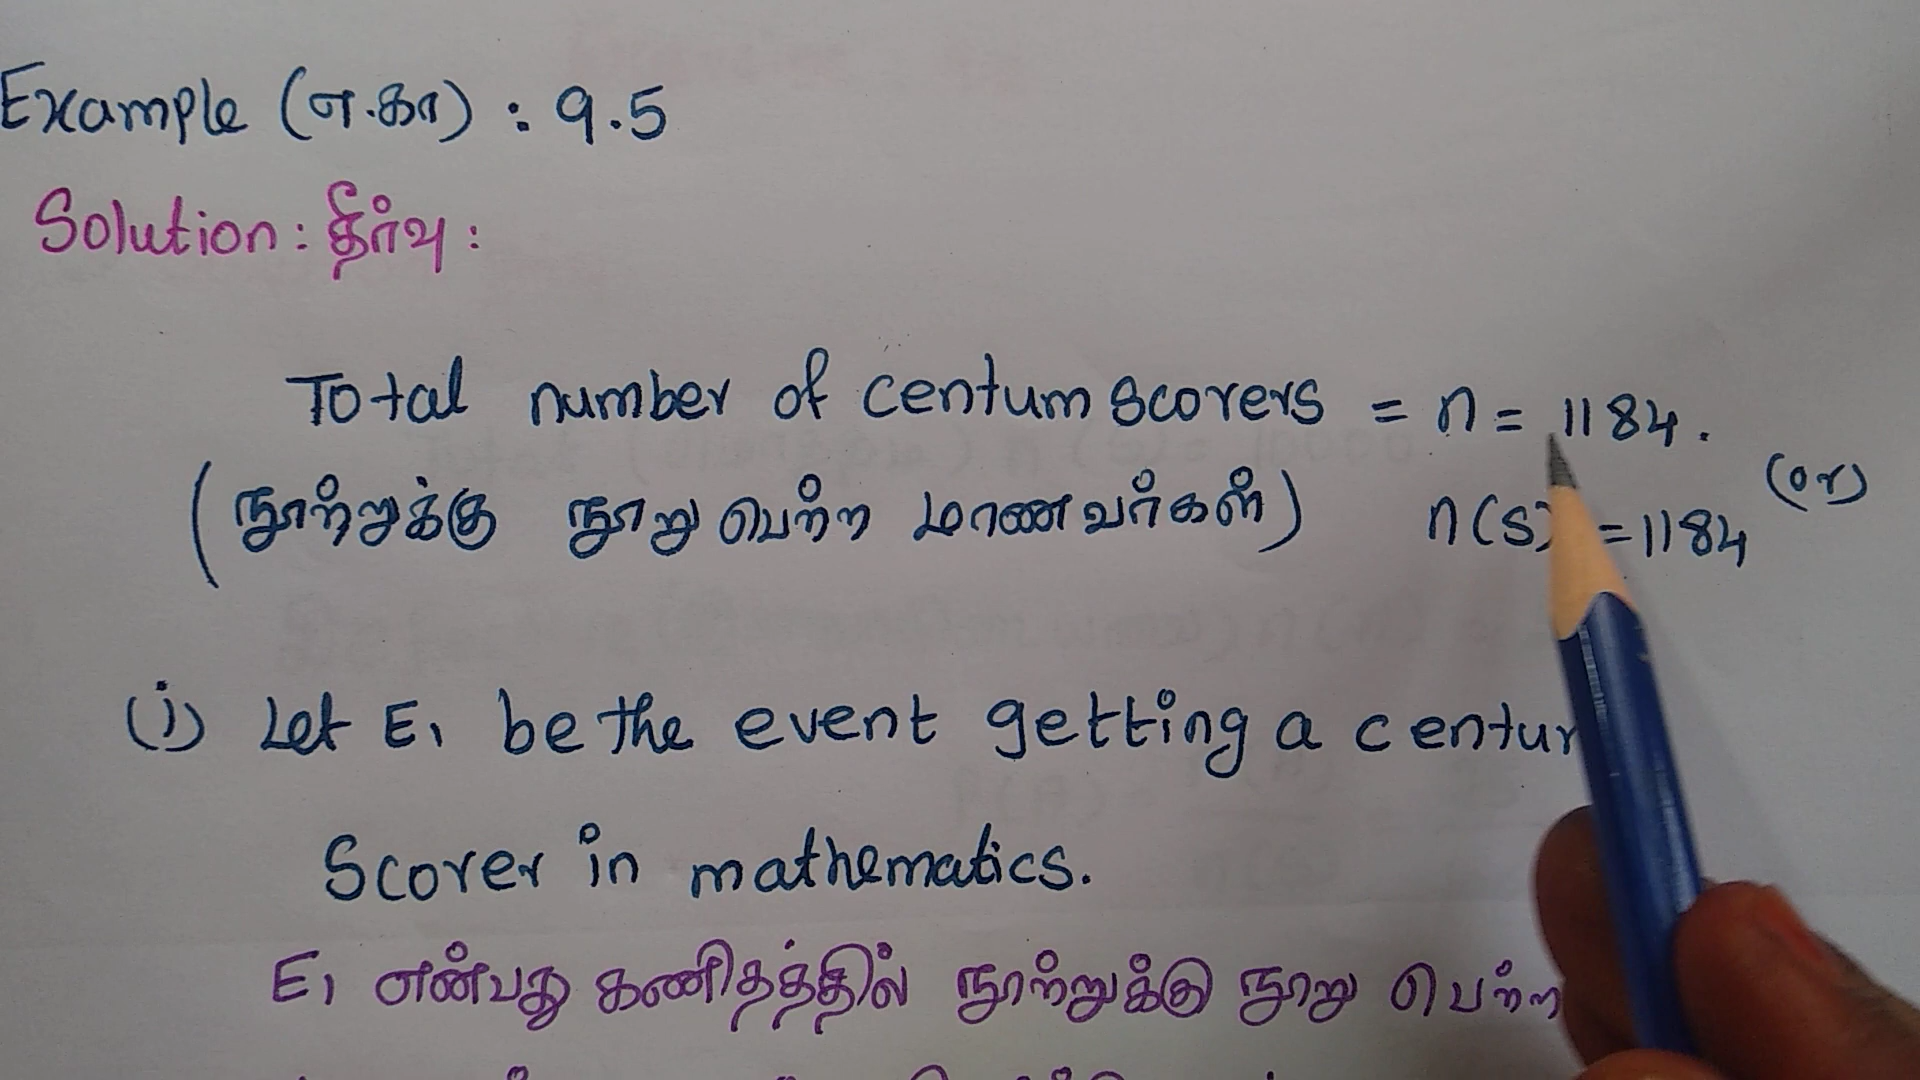 Example (எ.கா) : 9.5
Solution : தீர்வு :
Total number of centum scorers = n = 1184. (or)
(நூற்றுக்கு நூறு பெற்ற மாணவர்கள்) n(S) = 1184
(i) Let E₁ be the event getting a
Scorer in mathematics.
E₁ என்பது கணிதத்தில் நூற்றுக்கு நூறு பெற்ற